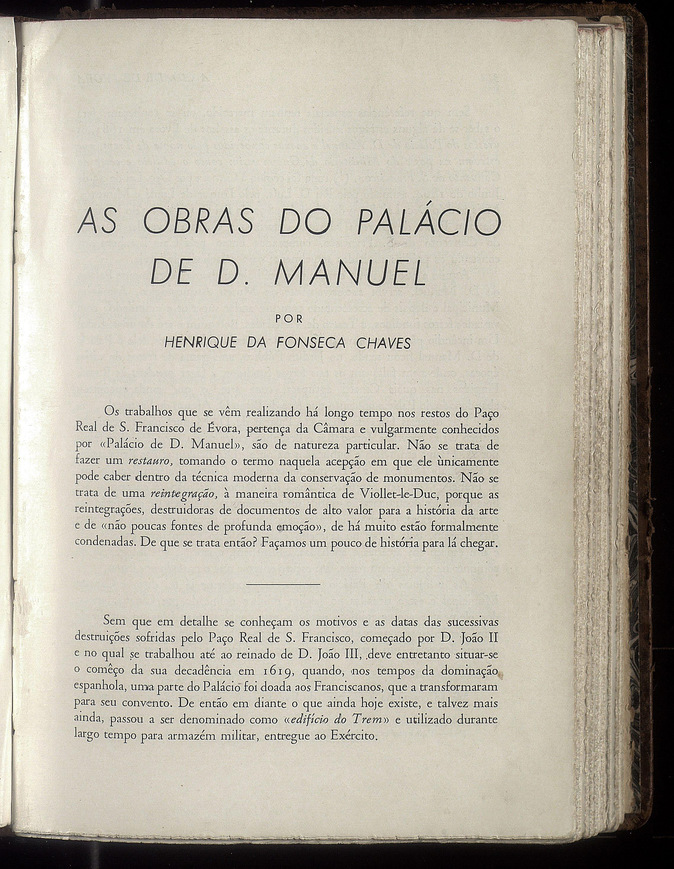 AS OBRAS DO PALÁCIO
DE D. MANUEL
POR
HENRIQUE DA FONSECA CHAVES
Os trabalhos que se vêm realizando há longo tempo nos restos do Paço
Real de S. Francisco de Évora, pertença da Câmara e vulgarmente conhecidos
por «Palácio de D. Manuel», são de natureza particular. Não se trata de
fazer um restauro, tomando o termo naquela acepção em que ele ùnicamente
pode caber dentro da técnica moderna da conservação de monumentos. Não se
trata de uma reintegração, à maneira romântica de Viollet-le-Duc, porque as
reintegrações, destruidoras de documentos de alto valor para a história da arte
e de «não poucas fontes de profunda emoção», de há muito estão formalmente
condenadas. De que se trata então? Façamos um pouco de história para lá chegar.
Sem que em detalhe se conheçam os motivos e as datas das sucessivas
destruïções sofridas pelo Paço Real de S. Francisco, começado por D. João II
e no qual se trabalhou até ao reinado de D. João III, deve entretanto situar-se
o comêço da sua decadência em 1619, quando, nos tempos da dominação
espanhola, uma parte do Palácio foi doada aos Franciscanos, que a transformaram
para seu convento. De então em diante o que ainda hoje existe, e talvez mais
ainda, passou a ser denominado como «edifício do Trem» e utilizado durante
largo tempo para armazém militar, entregue ao Exército.